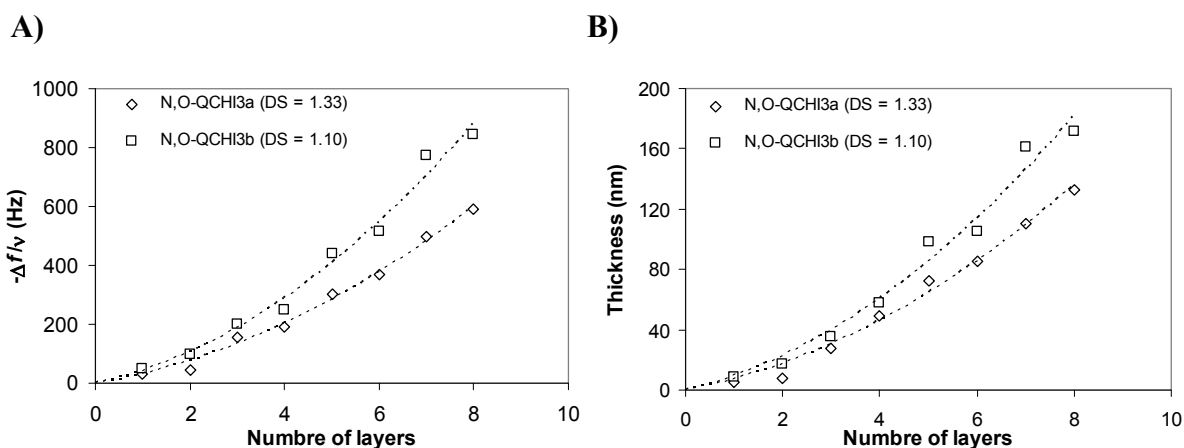 A)
1000
800
600
400
200
0
-Δf/ν (Hz)
N,O-QCHI3a (DS = 1.33)
N,O-QCHI3b (DS = 1.10)
0 2 4 6 8 10
Numbre of layers
B)
200
160
120
80
40
0
Thickness (nm)
N,O-QCHI3a (DS = 1.33)
N,O-QCHI3b (DS = 1.10)
0 2 4 6 8 10
Numbre of layers